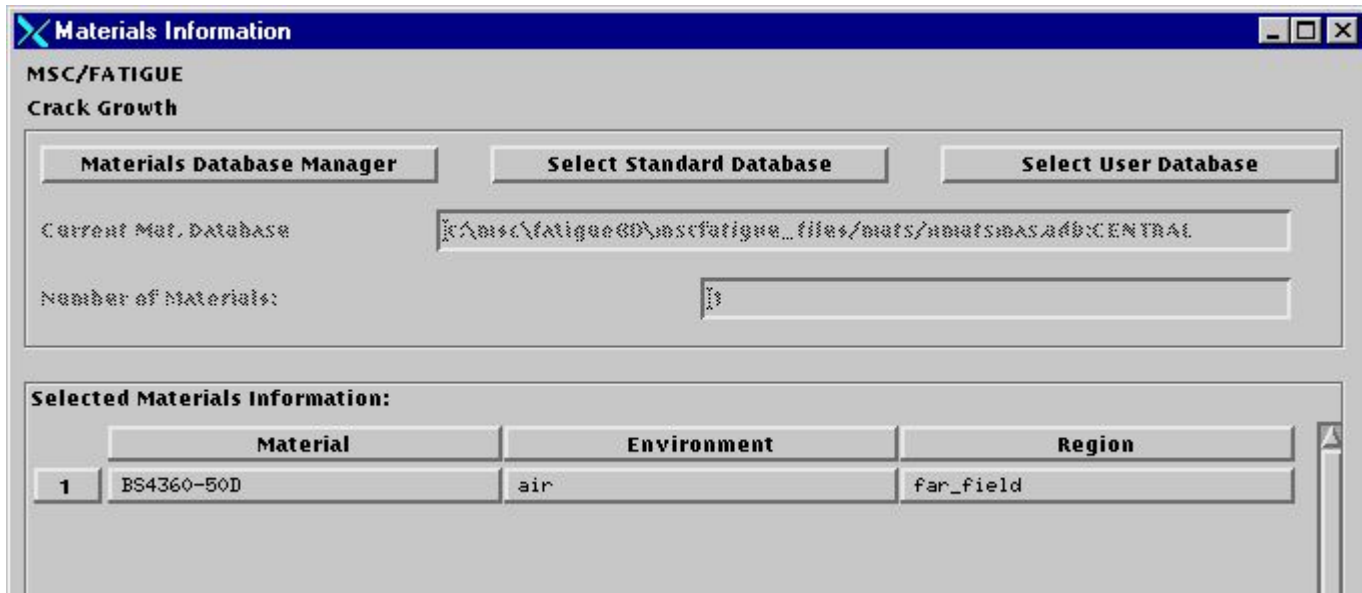 Materials Information
MSC/FATIGUE
Crack Growth
Materials Database Manager Select Standard Database Select User Database
Current Mat. Database
Number of Materials:
Selected Materials Information:
Material Environment Region
1 BS4360-50D air far_field